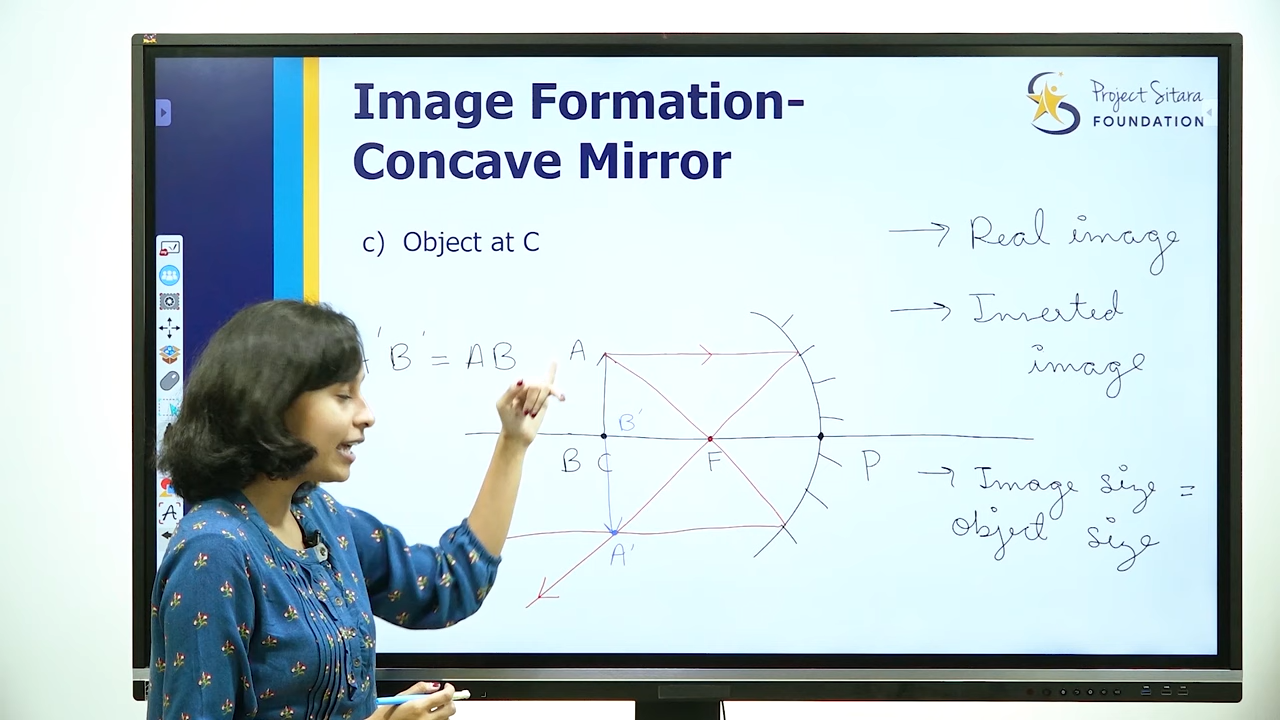 Image Formation-
Concave Mirror
Project Sitara
FOUNDATION
c) Object at C
→ Real image
→ Inverted
image
'B' = AB
A
B'
B C
F
P
A'
→ Image size =
object size